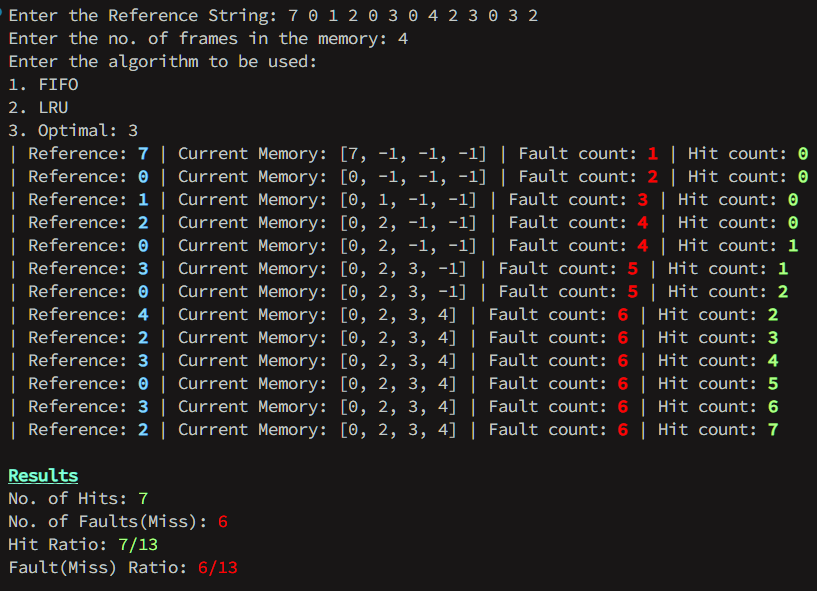 Enter the Reference String: 7 0 1 2 0 3 0 4 2 3 0 3 2
Enter the no. of frames in the memory: 4
Enter the algorithm to be used:
1. FIFO
2. LRU
3. Optimal: 3
| Reference: 7 | Current Memory: [7, -1, -1, -1] | Fault count: 1 | Hit count: 0
| Reference: 0 | Current Memory: [0, -1, -1, -1] | Fault count: 2 | Hit count: 0
| Reference: 1 | Current Memory: [0, 1, -1, -1] | Fault count: 3 | Hit count: 0
| Reference: 2 | Current Memory: [0, 2, -1, -1] | Fault count: 4 | Hit count: 0
| Reference: 0 | Current Memory: [0, 2, -1, -1] | Fault count: 4 | Hit count: 1
| Reference: 3 | Current Memory: [0, 2, 3, -1] | Fault count: 5 | Hit count: 1
| Reference: 0 | Current Memory: [0, 2, 3, -1] | Fault count: 5 | Hit count: 2
| Reference: 4 | Current Memory: [0, 2, 3, 4] | Fault count: 6 | Hit count: 2
| Reference: 2 | Current Memory: [0, 2, 3, 4] | Fault count: 6 | Hit count: 3
| Reference: 3 | Current Memory: [0, 2, 3, 4] | Fault count: 6 | Hit count: 4
| Reference: 0 | Current Memory: [0, 2, 3, 4] | Fault count: 6 | Hit count: 5
| Reference: 3 | Current Memory: [0, 2, 3, 4] | Fault count: 6 | Hit count: 6
| Reference: 2 | Current Memory: [0, 2, 3, 4] | Fault count: 6 | Hit count: 7
Results
No. of Hits: 7
No. of Faults(Miss): 6
Hit Ratio: 7/13
Fault(Miss) Ratio: 6/13